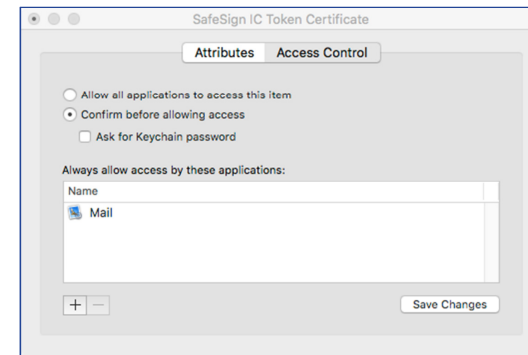 SafeSign IC Token Certificate
Attributes Access Control
Allow all applications to access this item
Confirm before allowing access
Ask for Keychain password
Always allow access by these applications:
Name
Mail
+ −
Save Changes